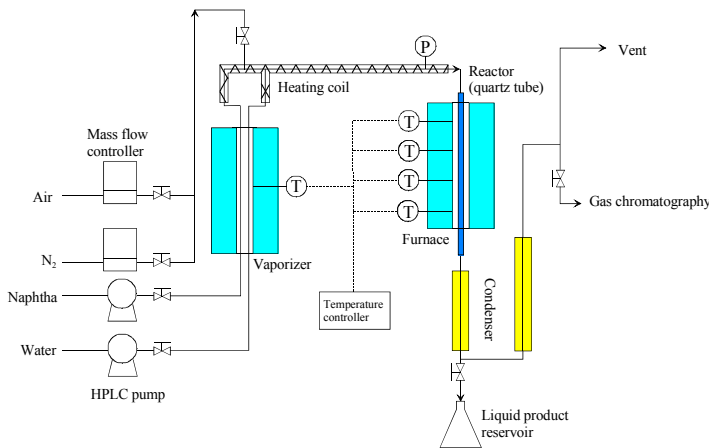 P
Vent
Heating coil
Reactor
(quartz tube)
Mass flow
controller
T
T
T
T
T
Air
Gas chromatography
N₂
Vaporizer
Furnace
Naphtha
Temperature
controller
Condenser
Water
HPLC pump
Liquid product
reservoir